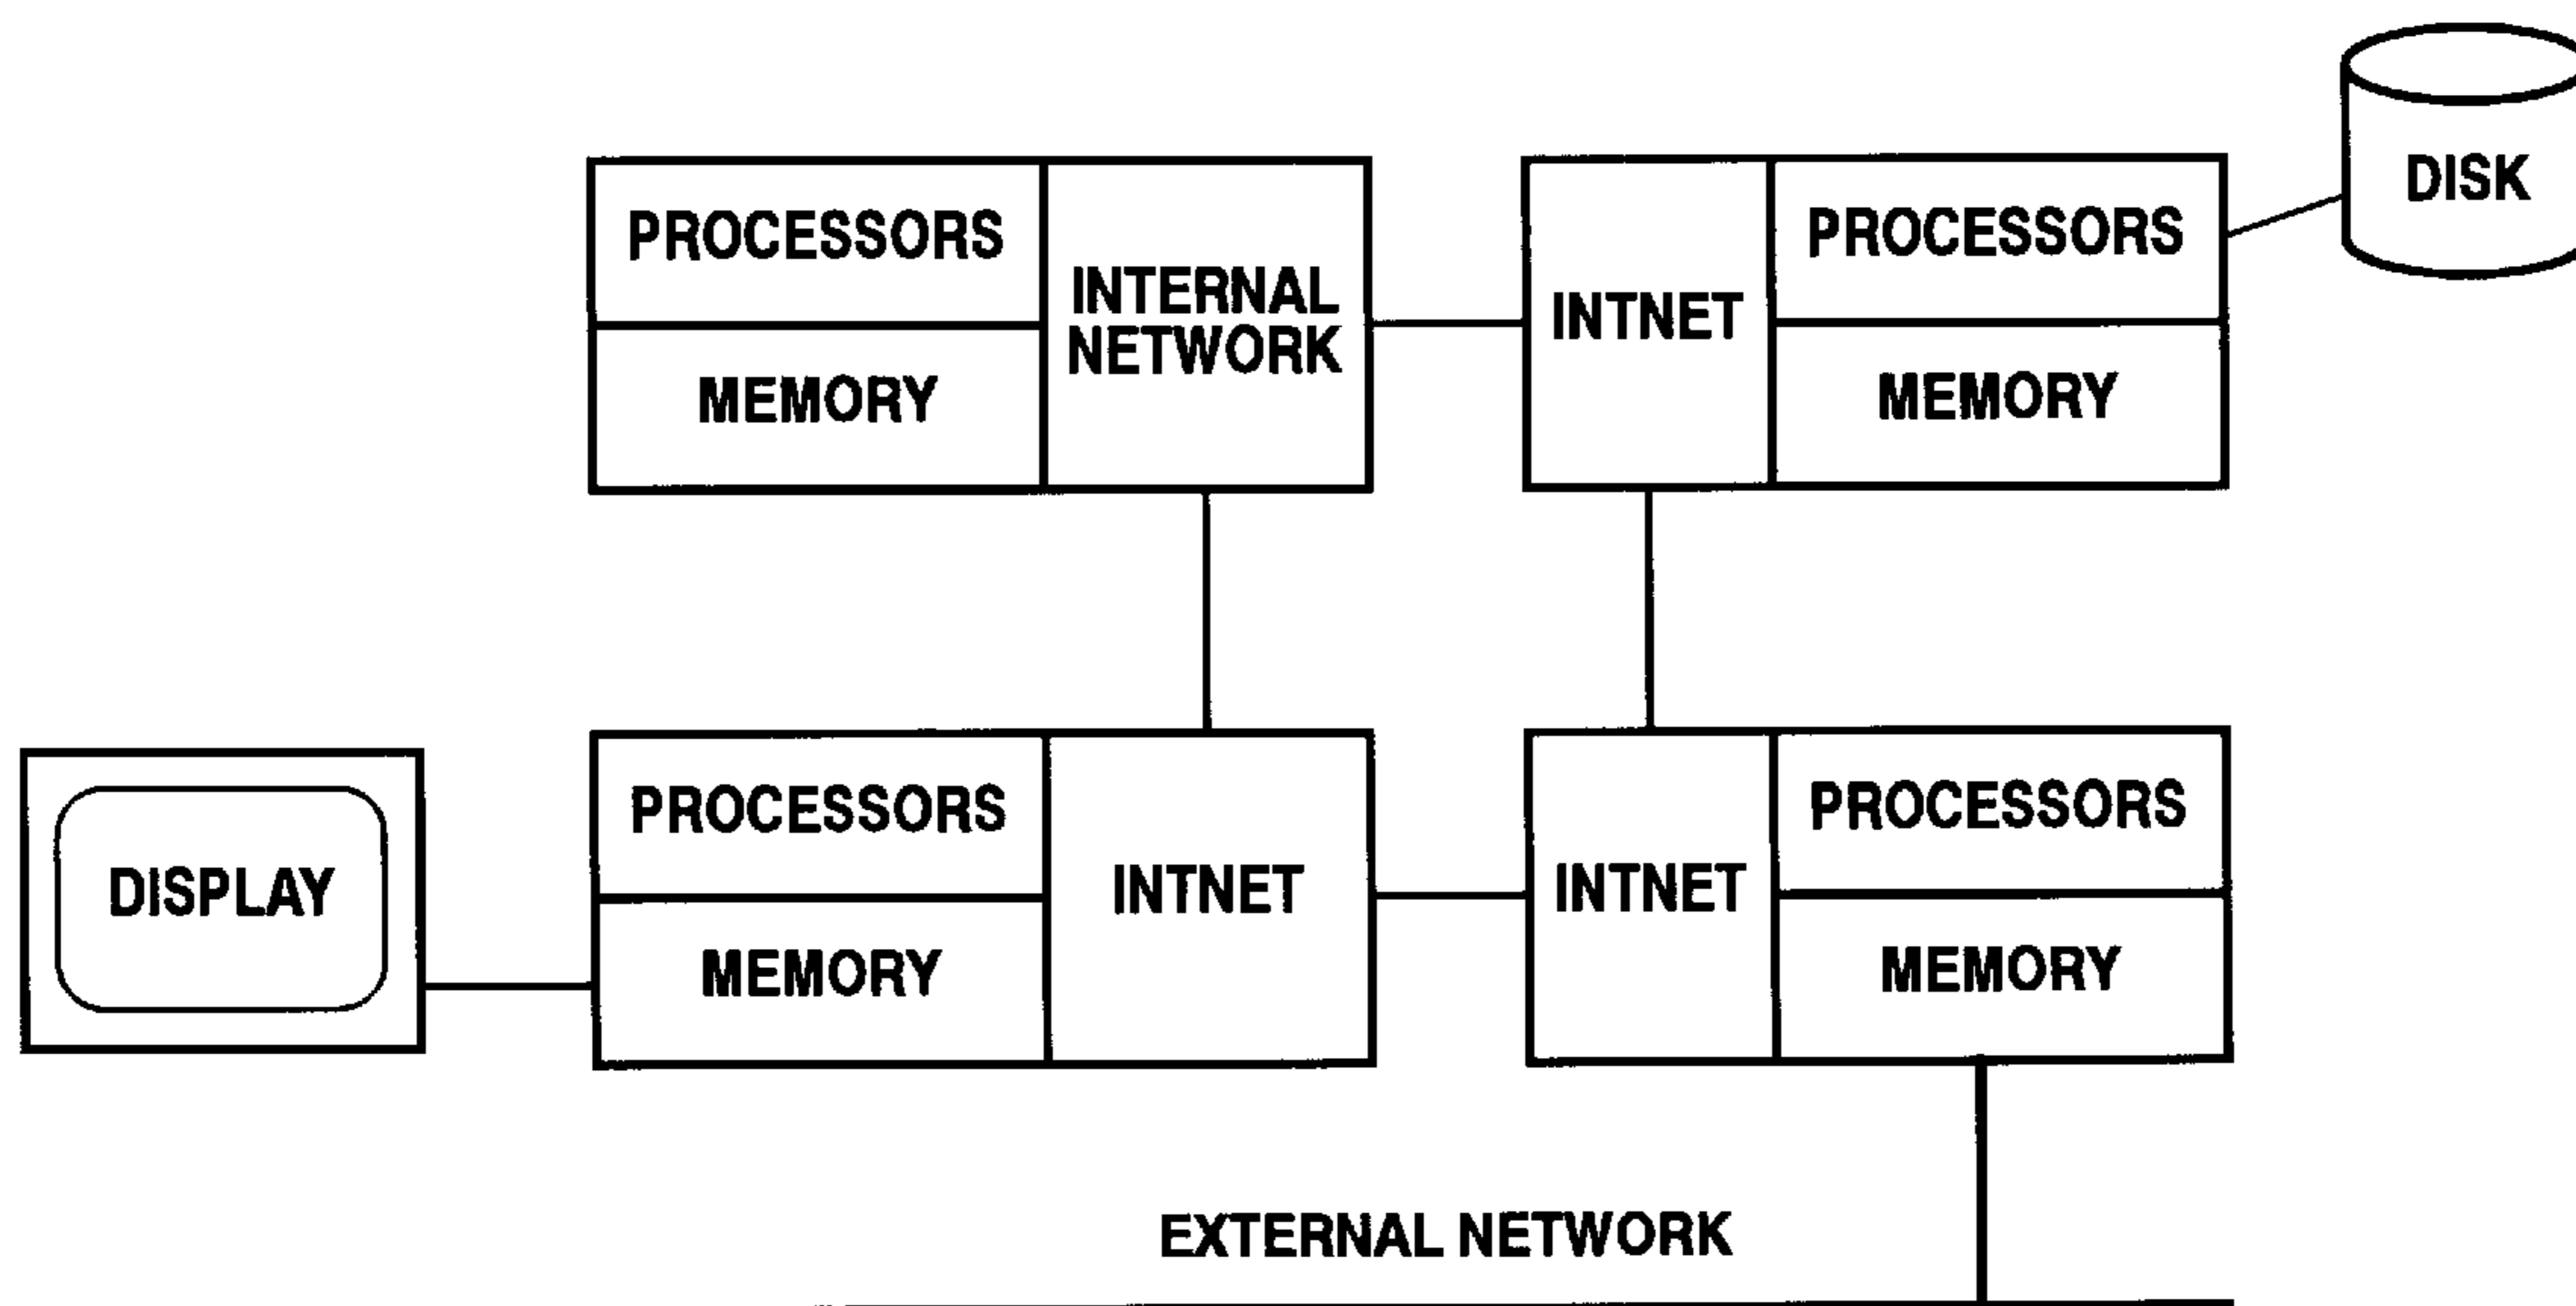 DISK
PROCESSORS
INTERNAL
NETWORK
MEMORY
INTNET
PROCESSORS
MEMORY
DISPLAY
PROCESSORS
MEMORY
INTNET
INTNET
PROCESSORS
MEMORY
EXTERNAL NETWORK